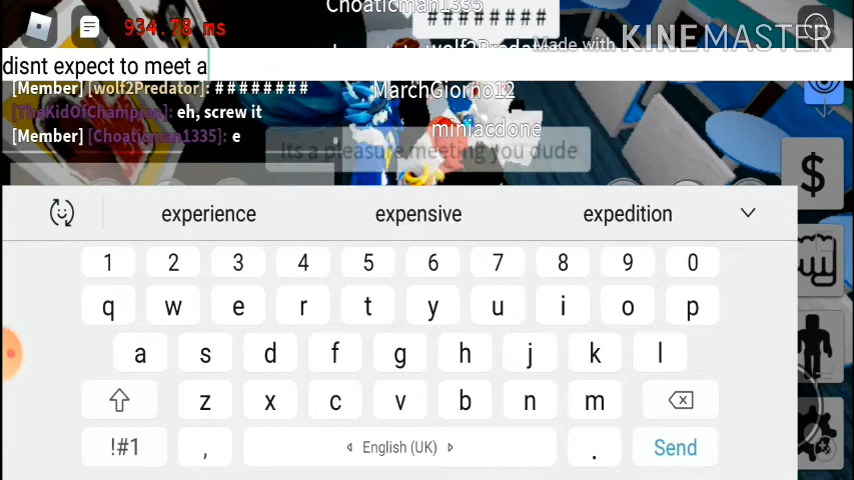 Choaticman1335
934.78 ms
########
wolf2Predat
Made with KINEMASTER
disnt expect to meet a
[Member] [wolf2Predator]: ########
MarchGiorno12
[TheKidOfChampion]: eh, screw it
miniacdone
[Member] [Choaticman1335]: e
Its a pleasure meeting you dude
$
experience expensive expedition
1 2 3 4 5 6 7 8 9 0
q w e r t y u i o p
a s d f g h j k l
z x c v b n m
!#1 , English (UK) . Send